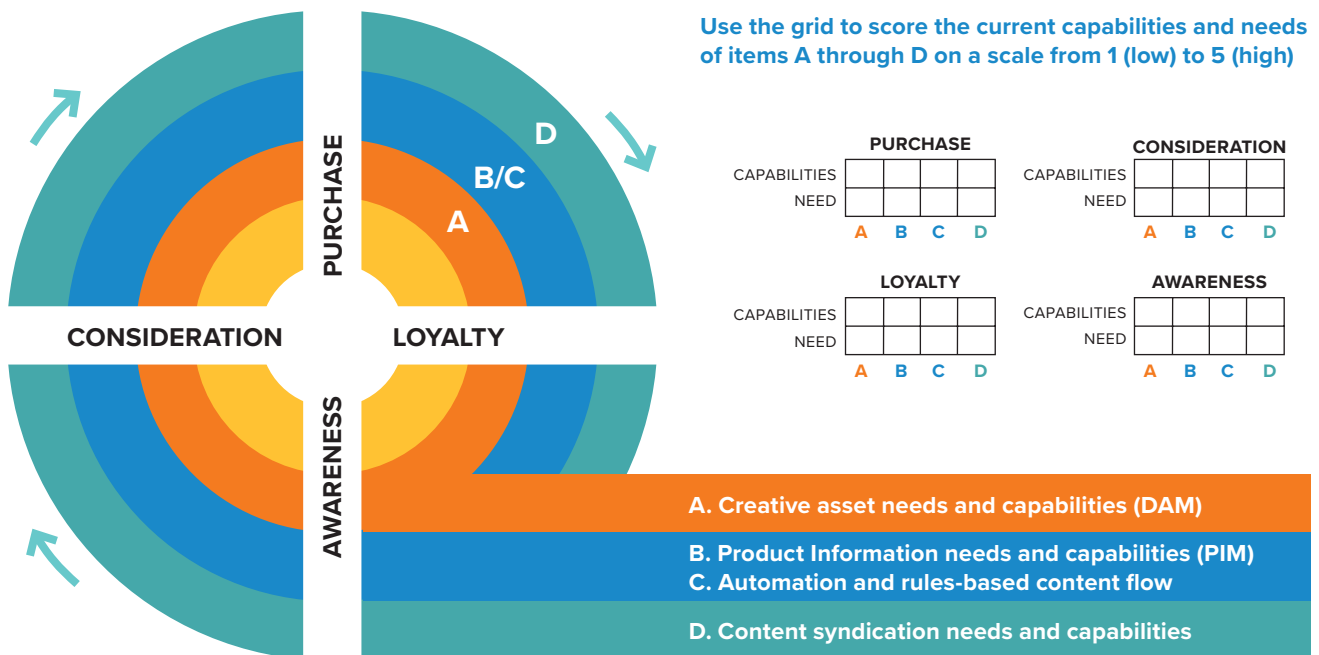 Use the grid to score the current capabilities and needs
of items A through D on a scale from 1 (low) to 5 (high)
PURCHASE
D
B/C
A
CONSIDERATION
LOYALTY
AWARENESS
PURCHASE
CAPABILITIES
NEED
A B C D
CONSIDERATION
CAPABILITIES
NEED
A B C D
LOYALTY
CAPABILITIES
NEED
A B C D
AWARENESS
CAPABILITIES
NEED
A B C D
A. Creative asset needs and capabilities (DAM)
B. Product Information needs and capabilities (PIM)
C. Automation and rules-based content flow
D. Content syndication needs and capabilities